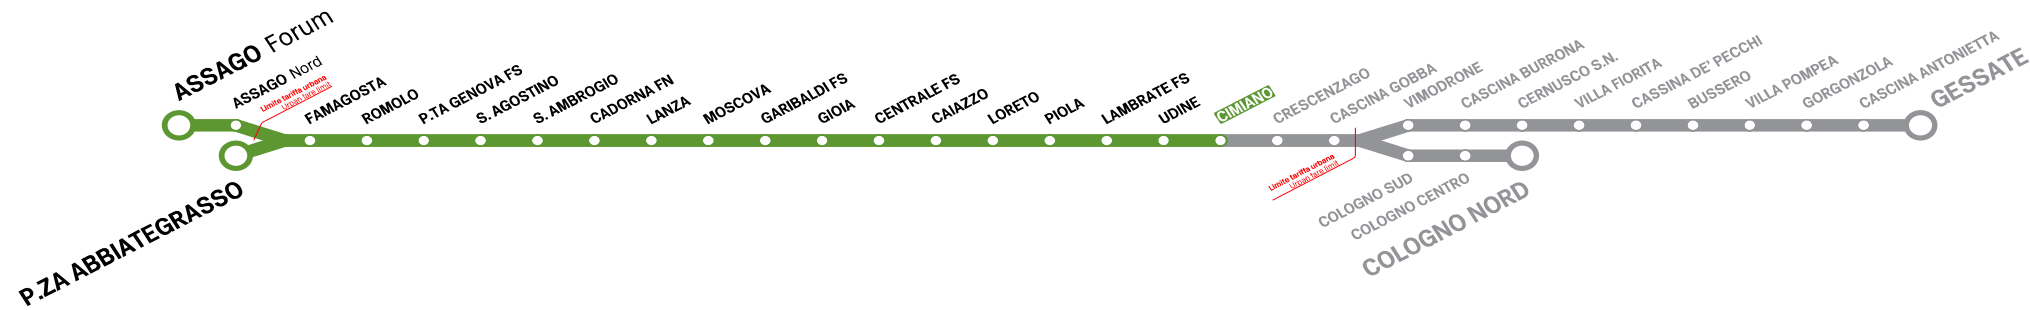 ASSAGO Forum
ASSAGO Nord
Limite tariffa urbana
Urban fare limit
P.ZA ABBIATEGRASSO
FAMAGOSTA
ROMOLO
P.TA GENOVA FS
S. AGOSTINO
S. AMBROGIO
CADORNA FN
LANZA
MOSCOVA
GARIBALDI FS
GIOIA
CENTRALE FS
CAIAZZO
LORETO
PIOLA
LAMBRATE FS
UDINE
CIMIANO
CRESCENZAGO
CASCINA GOBBA
Limite tariffa urbana
Urban fare limit
VIMODRONE
CASCINA BURRONA
CERNUSCO S.N.
VILLA FIORITA
CASSINA DE' PECCHI
BUSSERO
VILLA POMPEA
GORGONZOLA
CASCINA ANTONIETTA
GESSATE
COLOGNO SUD
COLOGNO CENTRO
COLOGNO NORD